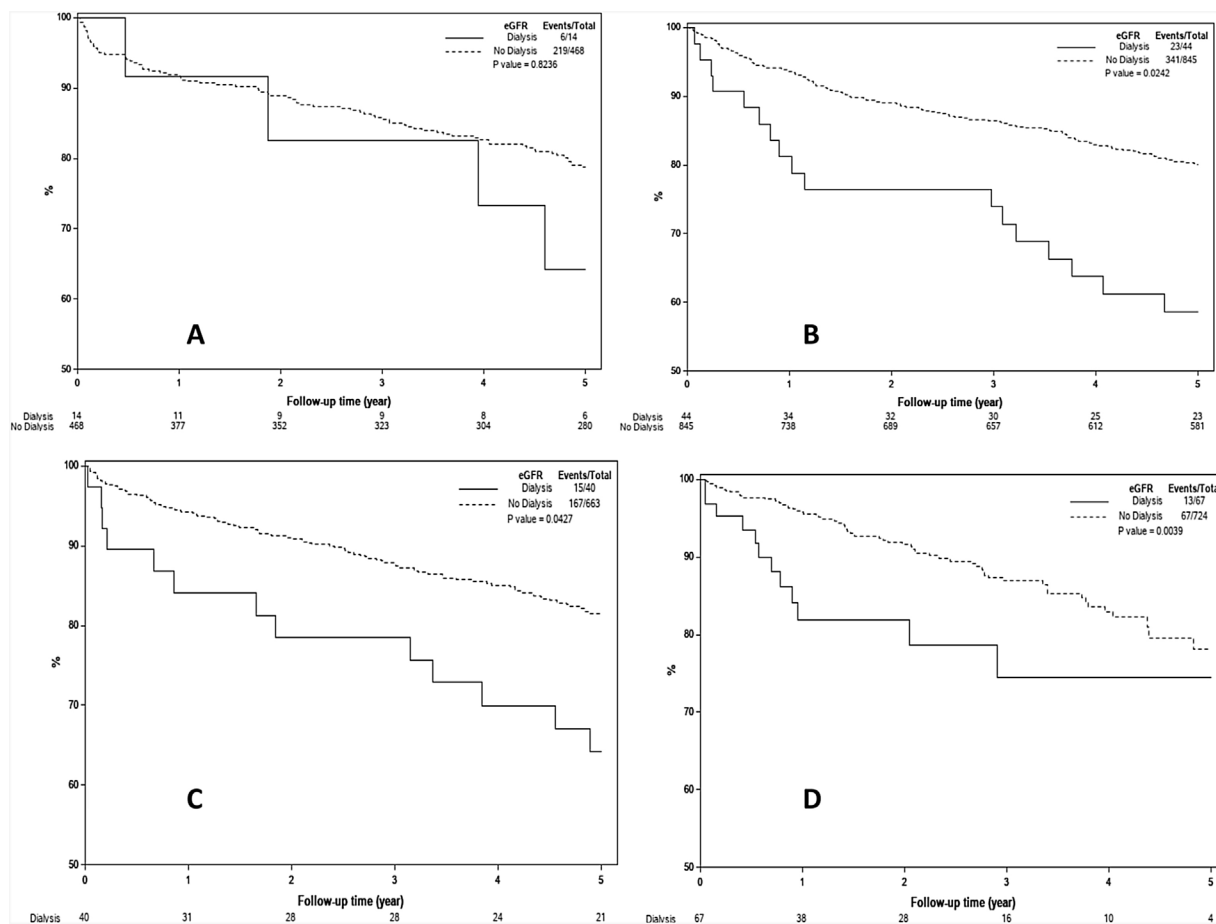 100
90
80
70
60
50
%
eGFR Events/Total
Dialysis 6/14
No Dialysis 219/468
P value = 0.8236
A
0 1 2 3 4 5
Follow-up time (year)
Dialysis 14 11 9 9 8 6
No Dialysis 468 377 352 323 304 280
100
90
80
70
60
50
%
eGFR Events/Total
Dialysis 23/44
No Dialysis 341/845
P value = 0.0242
B
0 1 2 3 4 5
Follow-up time (year)
Dialysis 44 34 32 30 25 23
No Dialysis 845 738 689 657 612 581
100
90
80
70
60
50
%
eGFR Events/Total
Dialysis 15/40
No Dialysis 167/663
P value = 0.0427
C
0 1 2 3 4 5
Follow-up time (year)
Dialysis 40 31 28 28 24 21
100
90
80
70
60
50
%
eGFR Events/Total
Dialysis 13/67
No Dialysis 67/724
P value = 0.0039
D
0 1 2 3 4 5
Follow-up time (year)
Dialysis 67 38 28 16 10 4